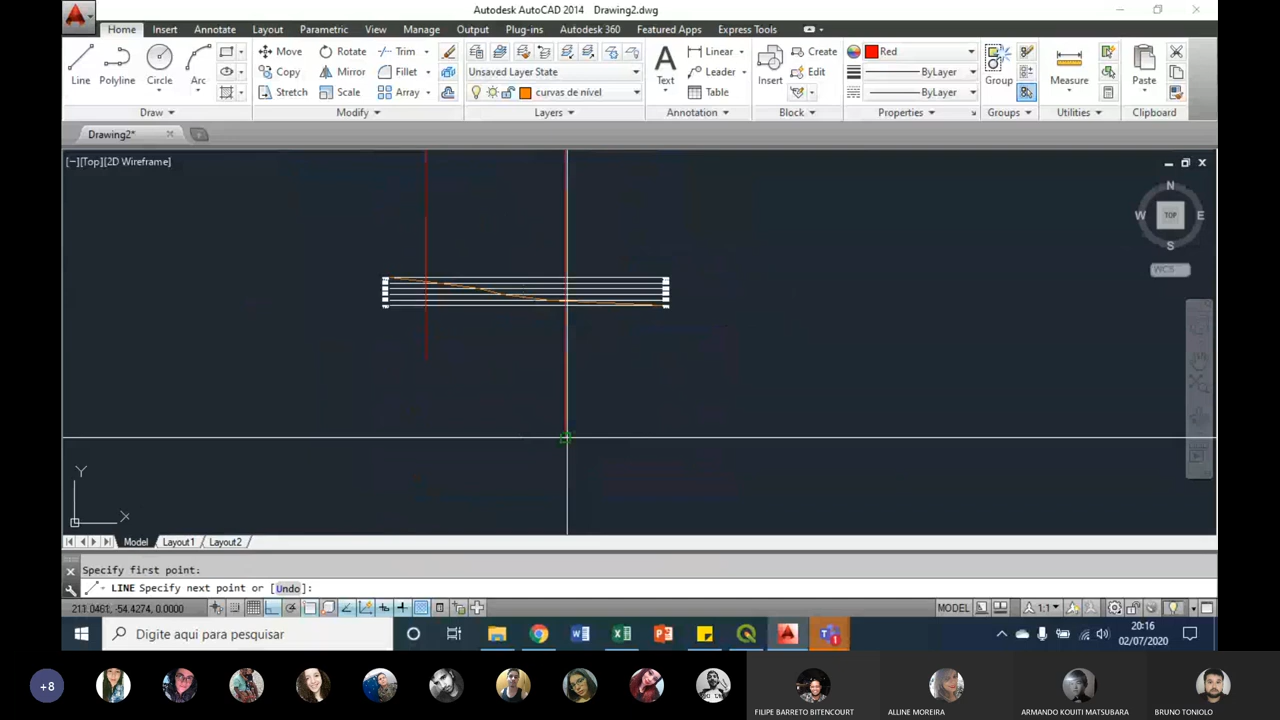 Autodesk AutoCAD 2014 Drawing2.dwg
Home Insert Annotate Layout Parametric View Manage Output Plug-ins Autodesk 360 Featured Apps Express Tools
Line Polyline Circle Arc
Move Rotate Trim
Copy Mirror Fillet
Stretch Scale Array
Unsaved Layer State
curvas de nível
Text
Linear
Leader
Table
Insert
Create
Edit
Red
ByLayer
ByLayer
Group
Measure
Paste
Draw Modify Layers Annotation Block Properties Groups Utilities Clipboard
Drawing2*
[−][Top][2D Wireframe]
N
W TOP E
S
WCS
Y
X
Model Layout1 Layout2
Specify first point:
LINE Specify next point or [Undo]:
211.0461, -54.4274, 0.0000
MODEL 1:1
Digite aqui para pesquisar
20:16
02/07/2020
+8
FILIPE BARRETO BITENCOURT ALLINE MOREIRA ARMANDO KOUITI MATSUBARA BRUNO TONIOLO